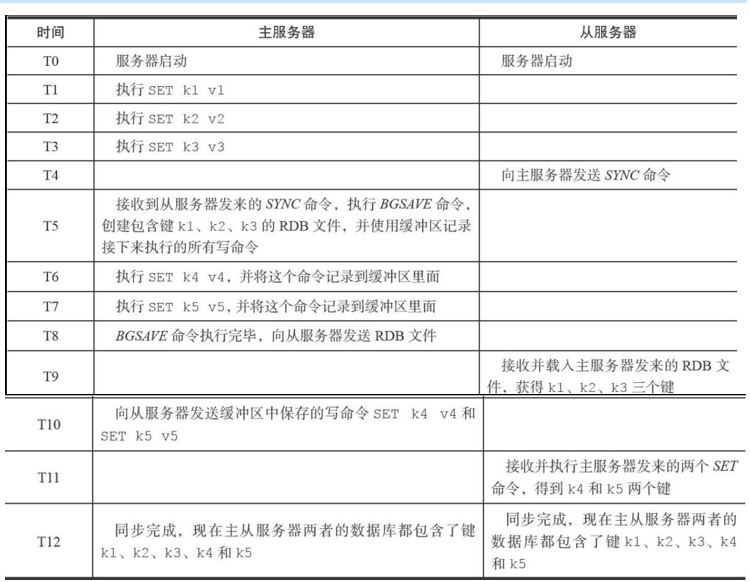 时间 主服务器 从服务器
T0 服务器启动 服务器启动
T1 执行 SET k1 v1
T2 执行 SET k2 v2
T3 执行 SET k3 v3
T4 向主服务器发送 SYNC 命令
接收到从服务器发来的 SYNC 命令，执行 BGSAVE 命令，
T5 创建包含键 k1、k2、k3 的 RDB 文件，并使用缓冲区记录
接下来执行的所有写命令
T6 执行 SET k4 v4，并将这个命令记录到缓冲区里面
T7 执行 SET k5 v5，并将这个命令记录到缓冲区里面
T8 BGSAVE 命令执行完毕，向从服务器发送 RDB 文件
T9 接收并载入主服务器发来的 RDB 文
件，获得 k1、k2、k3 三个键
T10 向从服务器发送缓冲区中保存的写命令 SET k4 v4 和
SET k5 v5
T11 接收并执行主服务器发来的两个 SET
命令，得到 k4 和 k5 两个键
T12 同步完成，现在主从服务器两者的数据库都包含了键
k1、k2、k3、k4 和 k5
同步完成，现在主从服务器两者的
数据库都包含了键 k1、k2、k3、k4
和 k5